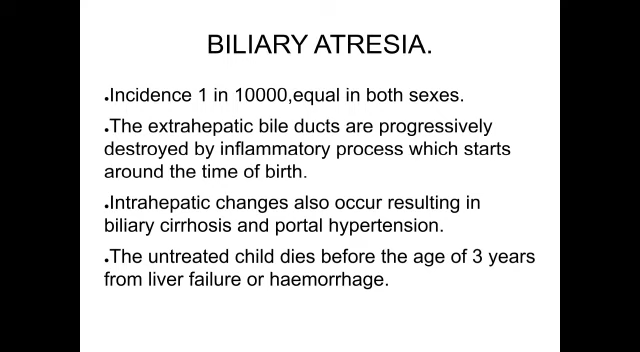 BILIARY ATRESIA.
●Incidence 1 in 10000,equal in both sexes.
●The extrahepatic bile ducts are progressively
destroyed by inflammatory process which starts
around the time of birth.
●Intrahepatic changes also occur resulting in
biliary cirrhosis and portal hypertension.
●The untreated child dies before the age of 3 years
from liver failure or haemorrhage.